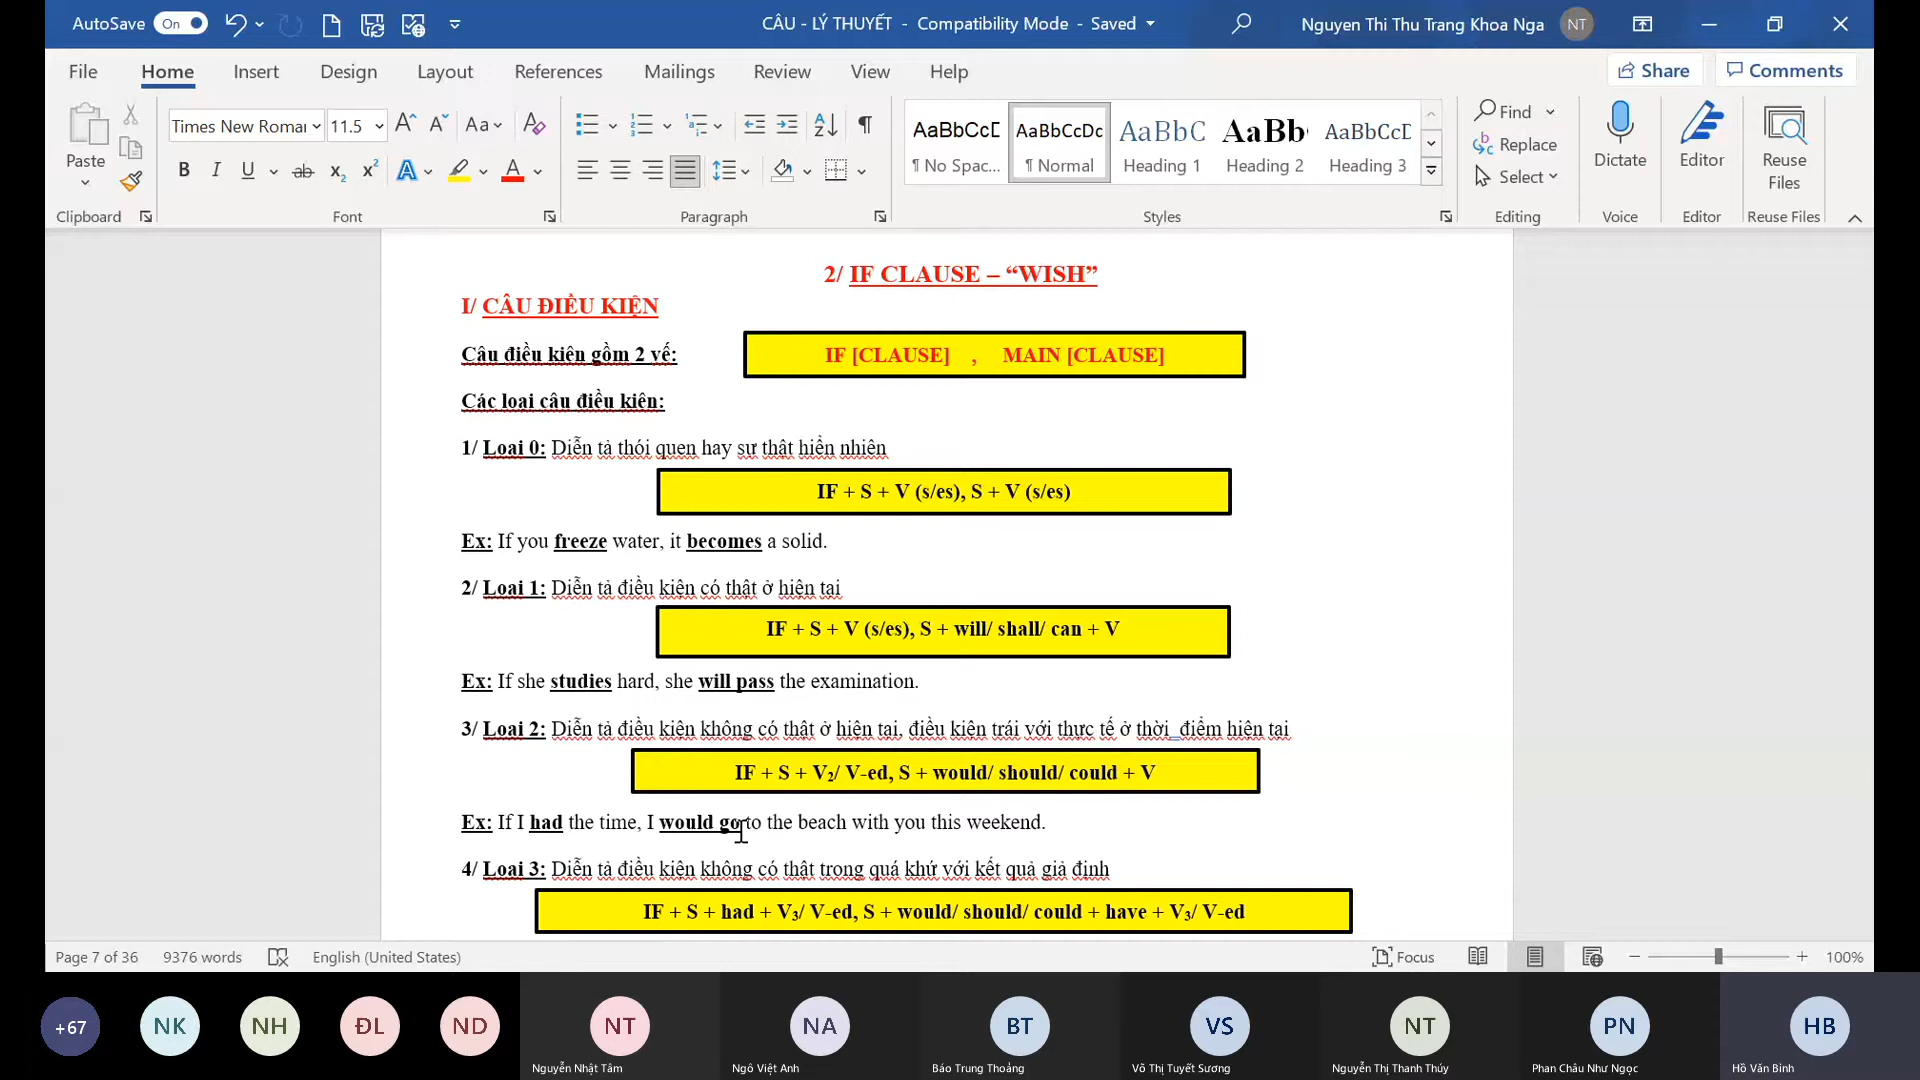 AutoSave On CÂU - LÝ THUYẾT - Compatibility Mode - Saved Nguyen Thi Thu Trang Khoa Nga NT
File Home Insert Design Layout References Mailings Review View Help Share Comments
Times New Romar 11.5 Aa
Paste B I U ab x₂ x² A A
AaBbCcD AaBbCcDc AaBbC AaBb( AaBbCcD
¶ No Spac... ¶ Normal Heading 1 Heading 2 Heading 3
Find
Replace
Select
Dictate Editor Reuse Files
Clipboard Font Paragraph Styles Editing Voice Editor Reuse Files
2/ IF CLAUSE – “WISH”
I/ CÂU ĐIỀU KIỆN
Câu điều kiện gồm 2 vế: IF [CLAUSE] , MAIN [CLAUSE]
Các loại câu điều kiện:
1/ Loại 0: Diễn tả thói quen hay sự thật hiển nhiên
IF + S + V (s/es), S + V (s/es)
Ex: If you freeze water, it becomes a solid.
2/ Loại 1: Diễn tả điều kiện có thật ở hiện tại
IF + S + V (s/es), S + will/ shall/ can + V
Ex: If she studies hard, she will pass the examination.
3/ Loại 2: Diễn tả điều kiện không có thật ở hiện tại, điều kiện trái với thực tế ở thời điểm hiện tại
IF + S + V₂/ V-ed, S + would/ should/ could + V
Ex: If I had the time, I would go to the beach with you this weekend.
4/ Loại 3: Diễn tả điều kiện không có thật trong quá khứ với kết quả giả định
IF + S + had + V₃/ V-ed, S + would/ should/ could + have + V₃/ V-ed
Page 7 of 36 9376 words English (United States) Focus 100%
+67 NK NH ĐL ND NT NA BT VS NT PN HB
Nguyễn Nhật Tâm Ngô Việt Anh Báo Trung Thoảng Võ Thị Tuyết Sương Nguyễn Thị Thanh Thúy Phan Châu Như Ngọc Hồ Văn Bình